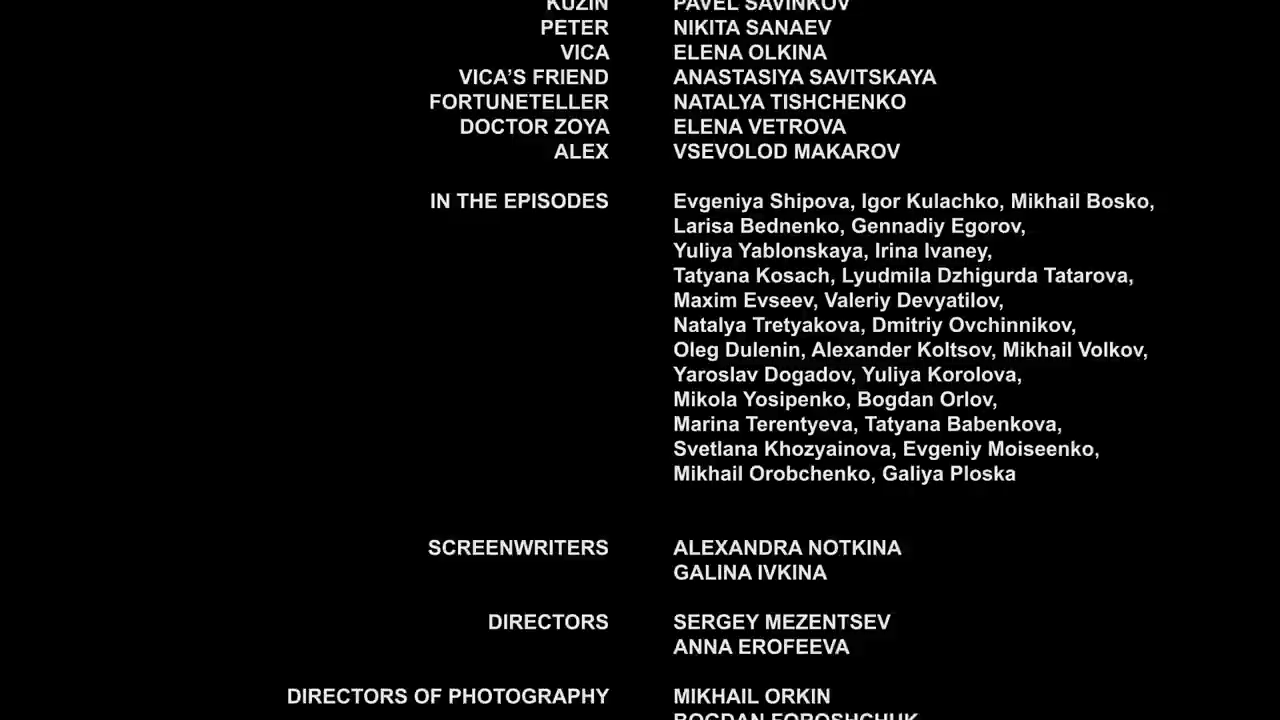 KUZIN PAVEL SAVINKOV
PETER NIKITA SANAEV
VICA ELENA OLKINA
VICA'S FRIEND ANASTASIYA SAVITSKAYA
FORTUNETELLER NATALYA TISHCHENKO
DOCTOR ZOYA ELENA VETROVA
ALEX VSEVOLOD MAKAROV
IN THE EPISODES Evgeniya Shipova, Igor Kulachko, Mikhail Bosko,
Larisa Bednenko, Gennadiy Egorov,
Yuliya Yablonskaya, Irina Ivaney,
Tatyana Kosach, Lyudmila Dzhigurda Tatarova,
Maxim Evseev, Valeriy Devyatilov,
Natalya Tretyakova, Dmitriy Ovchinnikov,
Oleg Dulenin, Alexander Koltsov, Mikhail Volkov,
Yaroslav Dogadov, Yuliya Korolova,
Mikola Yosipenko, Bogdan Orlov,
Marina Terentyeva, Tatyana Babenkova,
Svetlana Khozyainova, Evgeniy Moiseenko,
Mikhail Orobchenko, Galiya Ploska
SCREENWRITERS ALEXANDRA NOTKINA
GALINA IVKINA
DIRECTORS SERGEY MEZENTSEV
ANNA EROFEEVA
DIRECTORS OF PHOTOGRAPHY MIKHAIL ORKIN
BOGDAN